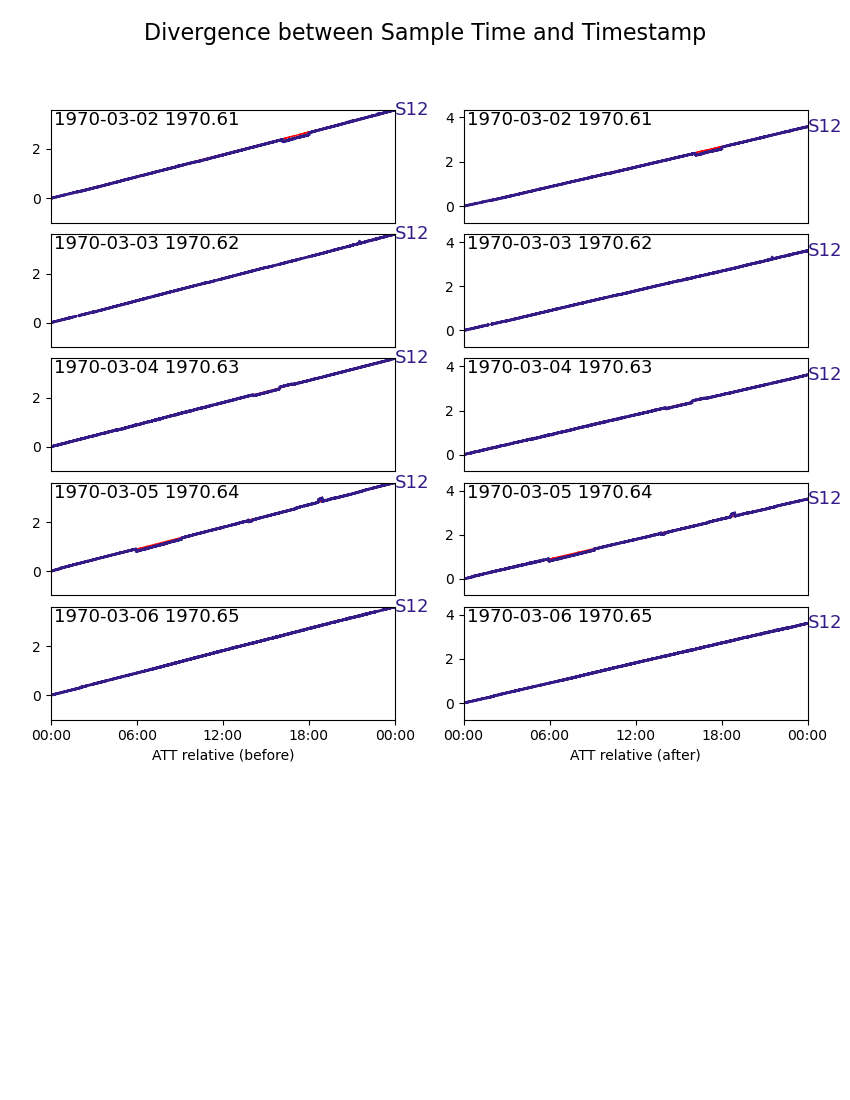 Divergence between Sample Time and Timestamp
1970-03-02 1970.61
S12
2
0
1970-03-02 1970.61
S12
4
2
0
1970-03-03 1970.62
S12
2
0
1970-03-03 1970.62
S12
4
2
0
1970-03-04 1970.63
S12
2
0
1970-03-04 1970.63
S12
4
2
0
1970-03-05 1970.64
S12
2
0
1970-03-05 1970.64
S12
4
2
0
1970-03-06 1970.65
S12
2
0
1970-03-06 1970.65
S12
4
2
0
00:00 06:00 12:00 18:00 00:00
ATT relative (before)
00:00 06:00 12:00 18:00 00:00
ATT relative (after)